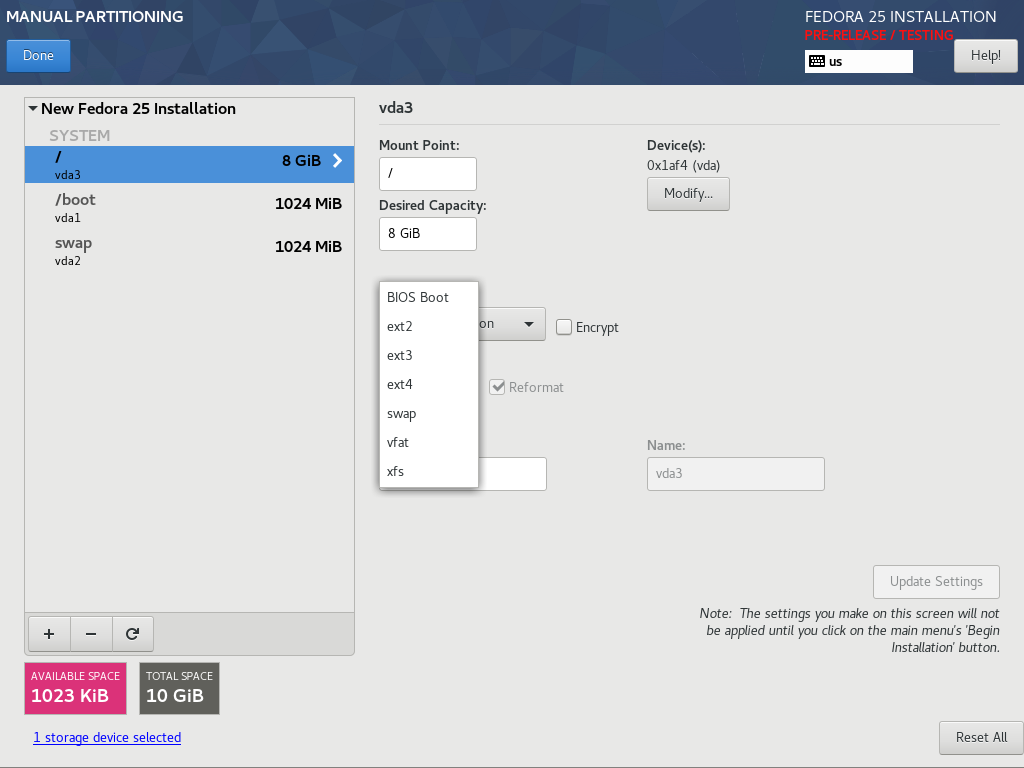 MANUAL PARTITIONING
Done
FEDORA 25 INSTALLATION
PRE-RELEASE / TESTING
us
Help!
New Fedora 25 Installation
SYSTEM
/
8 GiB
vda3
/boot
1024 MiB
vda1
swap
1024 MiB
vda2
vda3
Mount Point:
/
Desired Capacity:
8 GiB
Device(s):
0x1af4 (vda)
Modify...
BIOS Boot
ext2
ext3
ext4
swap
vfat
xfs
on
Encrypt
Reformat
Name:
vda3
Update Settings
Note: The settings you make on this screen will not
be applied until you click on the main menu's 'Begin
Installation' button.
+
−
AVAILABLE SPACE
1023 KiB
TOTAL SPACE
10 GiB
1 storage device selected
Reset All